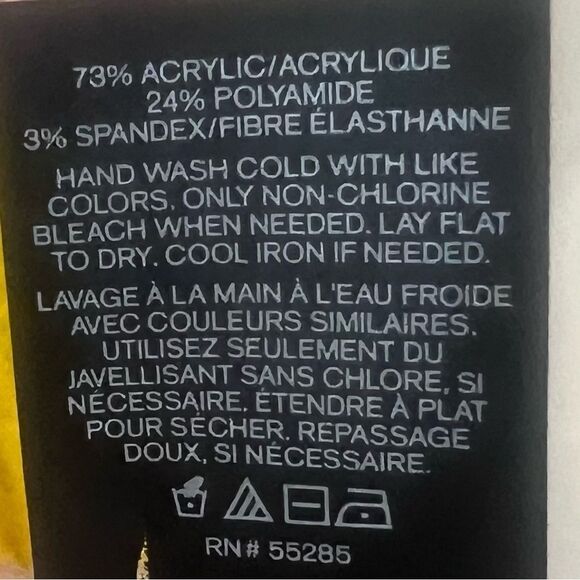 73% ACRYLIC/ACRYLIQUE
24% POLYAMIDE
3% SPANDEX/FIBRE ÉLASTHANNE
HAND WASH COLD WITH LIKE
COLORS. ONLY NON-CHLORINE
BLEACH WHEN NEEDED. LAY FLAT
TO DRY. COOL IRON IF NEEDED.
LAVAGE À LA MAIN À L'EAU FROIDE
AVEC COULEURS SIMILAIRES.
UTILISEZ SEULEMENT DU
JAVELLISANT SANS CHLORE, SI
NÉCESSAIRE. ÉTENDRE À PLAT
POUR SÉCHER. REPASSAGE
DOUX, SI NÉCESSAIRE.
RN# 55285